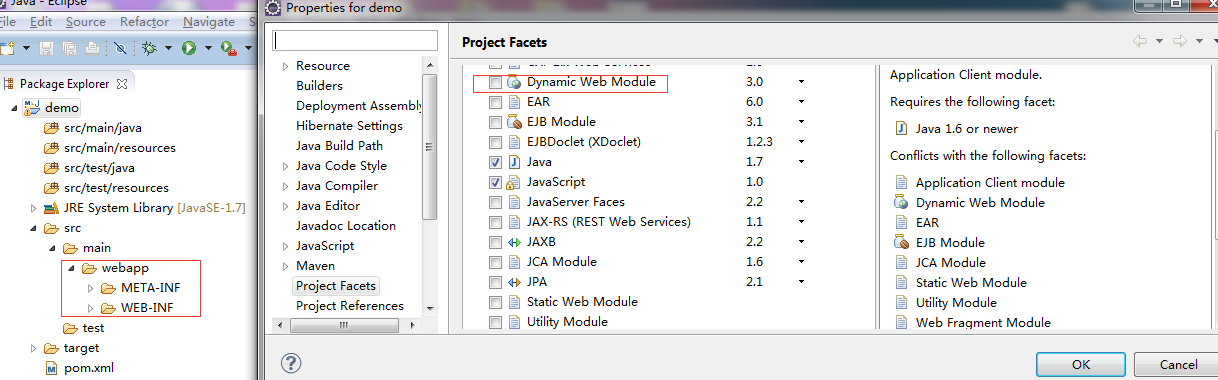 Java - Eclipse
File Edit Source Refactor Navigate
Package Explorer
demo
src/main/java
src/main/resources
src/test/java
src/test/resources
JRE System Library [JavaSE-1.7]
src
main
webapp
META-INF
WEB-INF
test
target
pom.xml
Properties for demo
Resource
Builders
Deployment Assembly
Hibernate Settings
Java Build Path
Java Code Style
Java Compiler
Java Editor
Javadoc Location
JavaScript
Maven
Project Facets
Project References
Project Facets
Dynamic Web Module 3.0
EAR 6.0
EJB Module 3.1
EJBDoclet (XDoclet) 1.2.3
Java 1.7
JavaScript 1.0
JavaServer Faces 2.2
JAX-RS (REST Web Services) 1.1
JAXB 2.2
JCA Module 1.6
JPA 2.1
Static Web Module
Utility Module
Application Client module.
Requires the following facet:
Java 1.6 or newer
Conflicts with the following facets:
Application Client module
Dynamic Web Module
EAR
EJB Module
JCA Module
Static Web Module
Utility Module
Web Fragment Module
OK Cancel